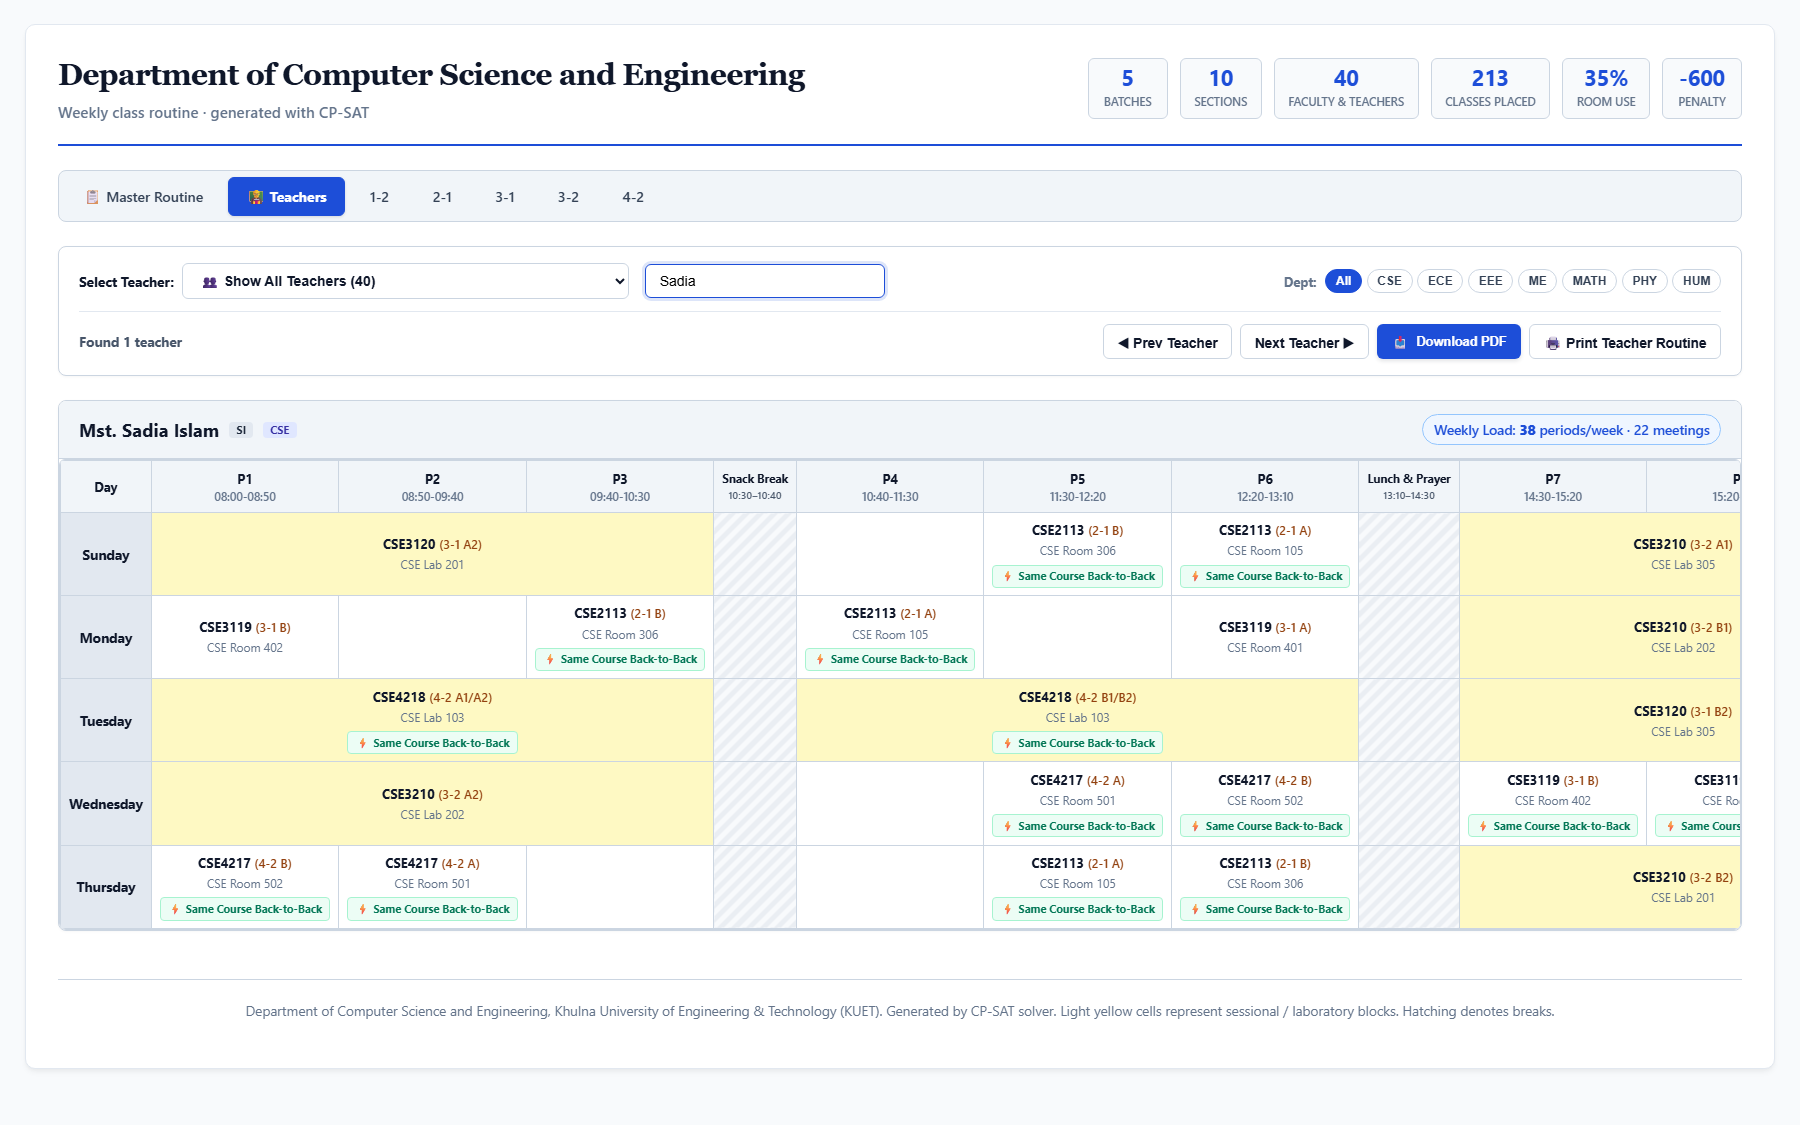 Department of Computer Science and Engineering
Weekly class routine · generated with CP-SAT
5
BATCHES
10
SECTIONS
40
FACULTY & TEACHERS
213
CLASSES PLACED
35%
ROOM USE
-600
PENALTY
Master Routine
Teachers
1-2
2-1
3-1
3-2
4-2
Select Teacher:
Show All Teachers (40)
Sadia
Dept:
All
CSE
ECE
EEE
ME
MATH
PHY
HUM
Found 1 teacher
◀ Prev Teacher
Next Teacher ▶
Download PDF
Print Teacher Routine
Mst. Sadia Islam
SI
CSE
Weekly Load: 38 periods/week · 22 meetings
Day
P1
08:00-08:50
P2
08:50-09:40
P3
09:40-10:30
Snack Break
10:30–10:40
P4
10:40-11:30
P5
11:30-12:20
P6
12:20-13:10
Lunch & Prayer
13:10–14:30
P7
14:30-15:20
P
15:20
Sunday
CSE3120 (3-1 A2)
CSE Lab 201
CSE2113 (2-1 B)
CSE Room 306
Same Course Back-to-Back
CSE2113 (2-1 A)
CSE Room 105
Same Course Back-to-Back
CSE3210 (3-2 A1)
CSE Lab 305
Monday
CSE3119 (3-1 B)
CSE Room 402
CSE2113 (2-1 B)
CSE Room 306
Same Course Back-to-Back
CSE2113 (2-1 A)
CSE Room 105
Same Course Back-to-Back
CSE3119 (3-1 A)
CSE Room 401
CSE3210 (3-2 B1)
CSE Lab 202
Tuesday
CSE4218 (4-2 A1/A2)
CSE Lab 103
Same Course Back-to-Back
CSE4218 (4-2 B1/B2)
CSE Lab 103
Same Course Back-to-Back
CSE3120 (3-1 B2)
CSE Lab 305
Wednesday
CSE3210 (3-2 A2)
CSE Lab 202
CSE4217 (4-2 A)
CSE Room 501
Same Course Back-to-Back
CSE4217 (4-2 B)
CSE Room 502
Same Course Back-to-Back
CSE3119 (3-1 B)
CSE Room 402
Same Course Back-to-Back
CSE311
CSE Ro
Same Cours
Thursday
CSE4217 (4-2 B)
CSE Room 502
Same Course Back-to-Back
CSE4217 (4-2 A)
CSE Room 501
Same Course Back-to-Back
CSE2113 (2-1 A)
CSE Room 105
Same Course Back-to-Back
CSE2113 (2-1 B)
CSE Room 306
Same Course Back-to-Back
CSE3210 (3-2 B2)
CSE Lab 201
Department of Computer Science and Engineering, Khulna University of Engineering & Technology (KUET). Generated by CP-SAT solver. Light yellow cells represent sessional / laboratory blocks. Hatching denotes breaks.